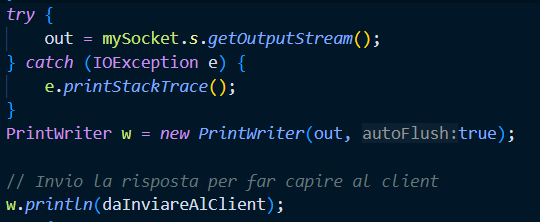 try {
out = mySocket.s.getOutputStream();
} catch (IOException e) {
e.printStackTrace();
}
PrintWriter w = new PrintWriter(out, autoFlush:true);
// Invio la risposta per far capire al client
w.println(daInviareAlClient);